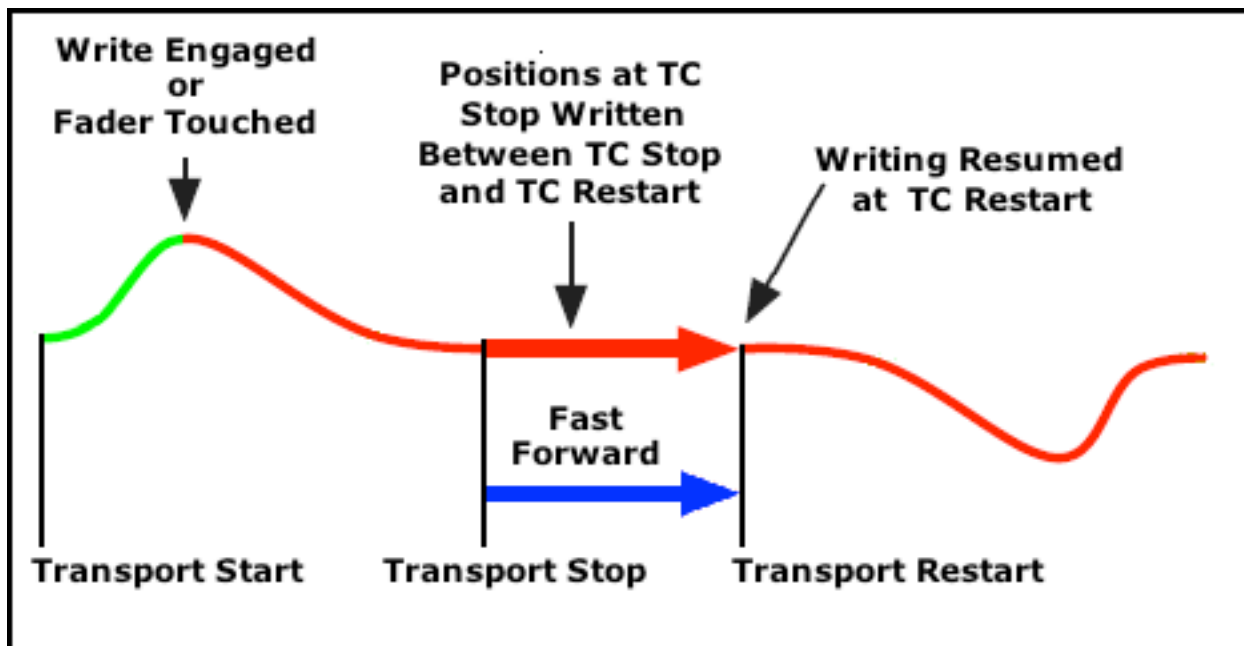 Write Engaged
or
Fader Touched
Positions at TC
Stop Written
Between TC Stop
and TC Restart
Writing Resumed
at TC Restart
Fast
Forward
Transport Start
Transport Stop
Transport Restart